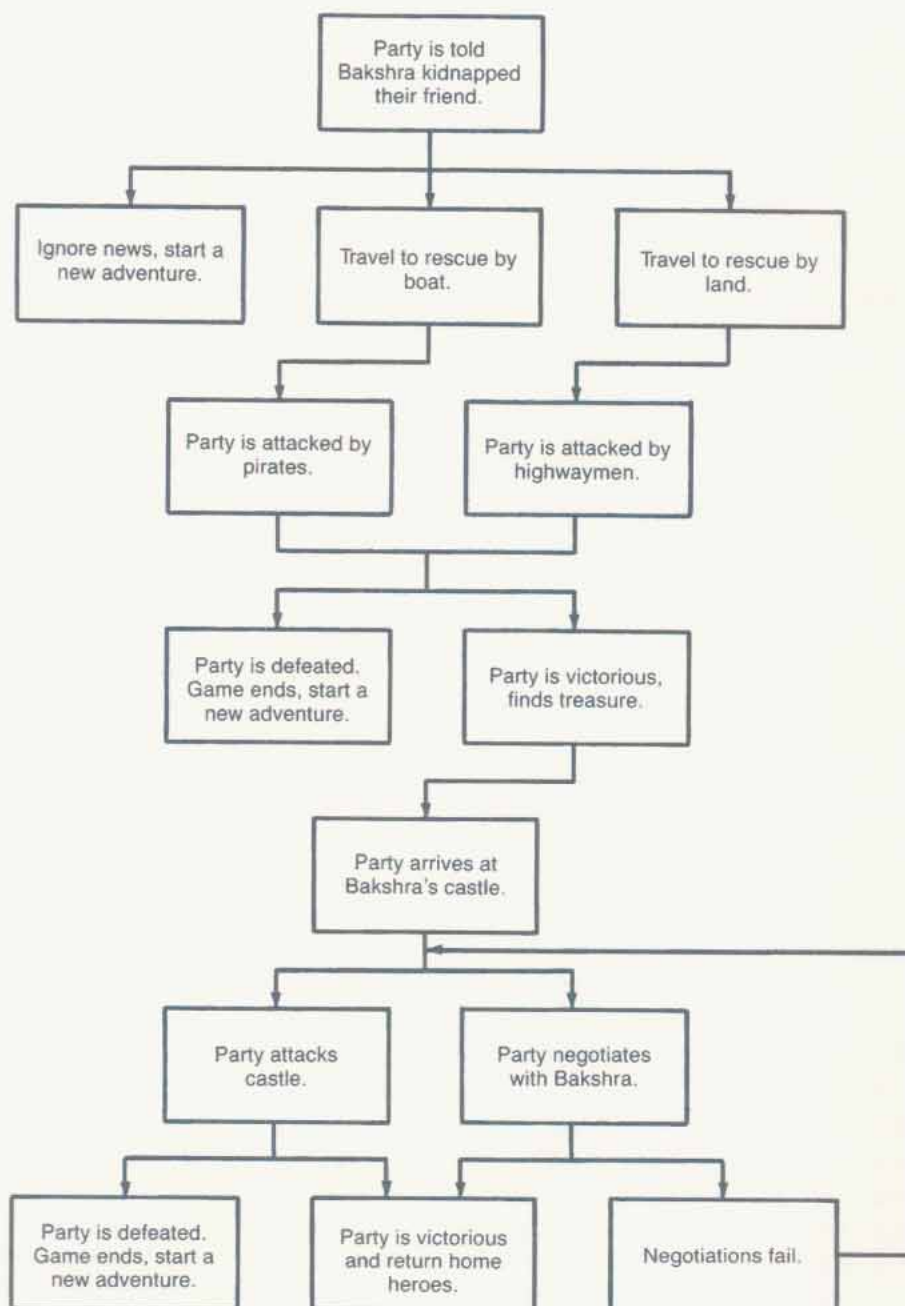 Party is told
Bakshra kidnapped
their friend.
Ignore news, start a
new adventure.
Travel to rescue by
boat.
Travel to rescue by
land.
Party is attacked by
pirates.
Party is attacked by
highwaymen.
Party is defeated.
Game ends, start a
new adventure.
Party is victorious,
finds treasure.
Party arrives at
Bakshra's castle.
Party attacks
castle.
Party negotiates
with Bakshra.
Party is defeated.
Game ends, start a
new adventure.
Party is victorious
and return home
heroes.
Negotiations fail.